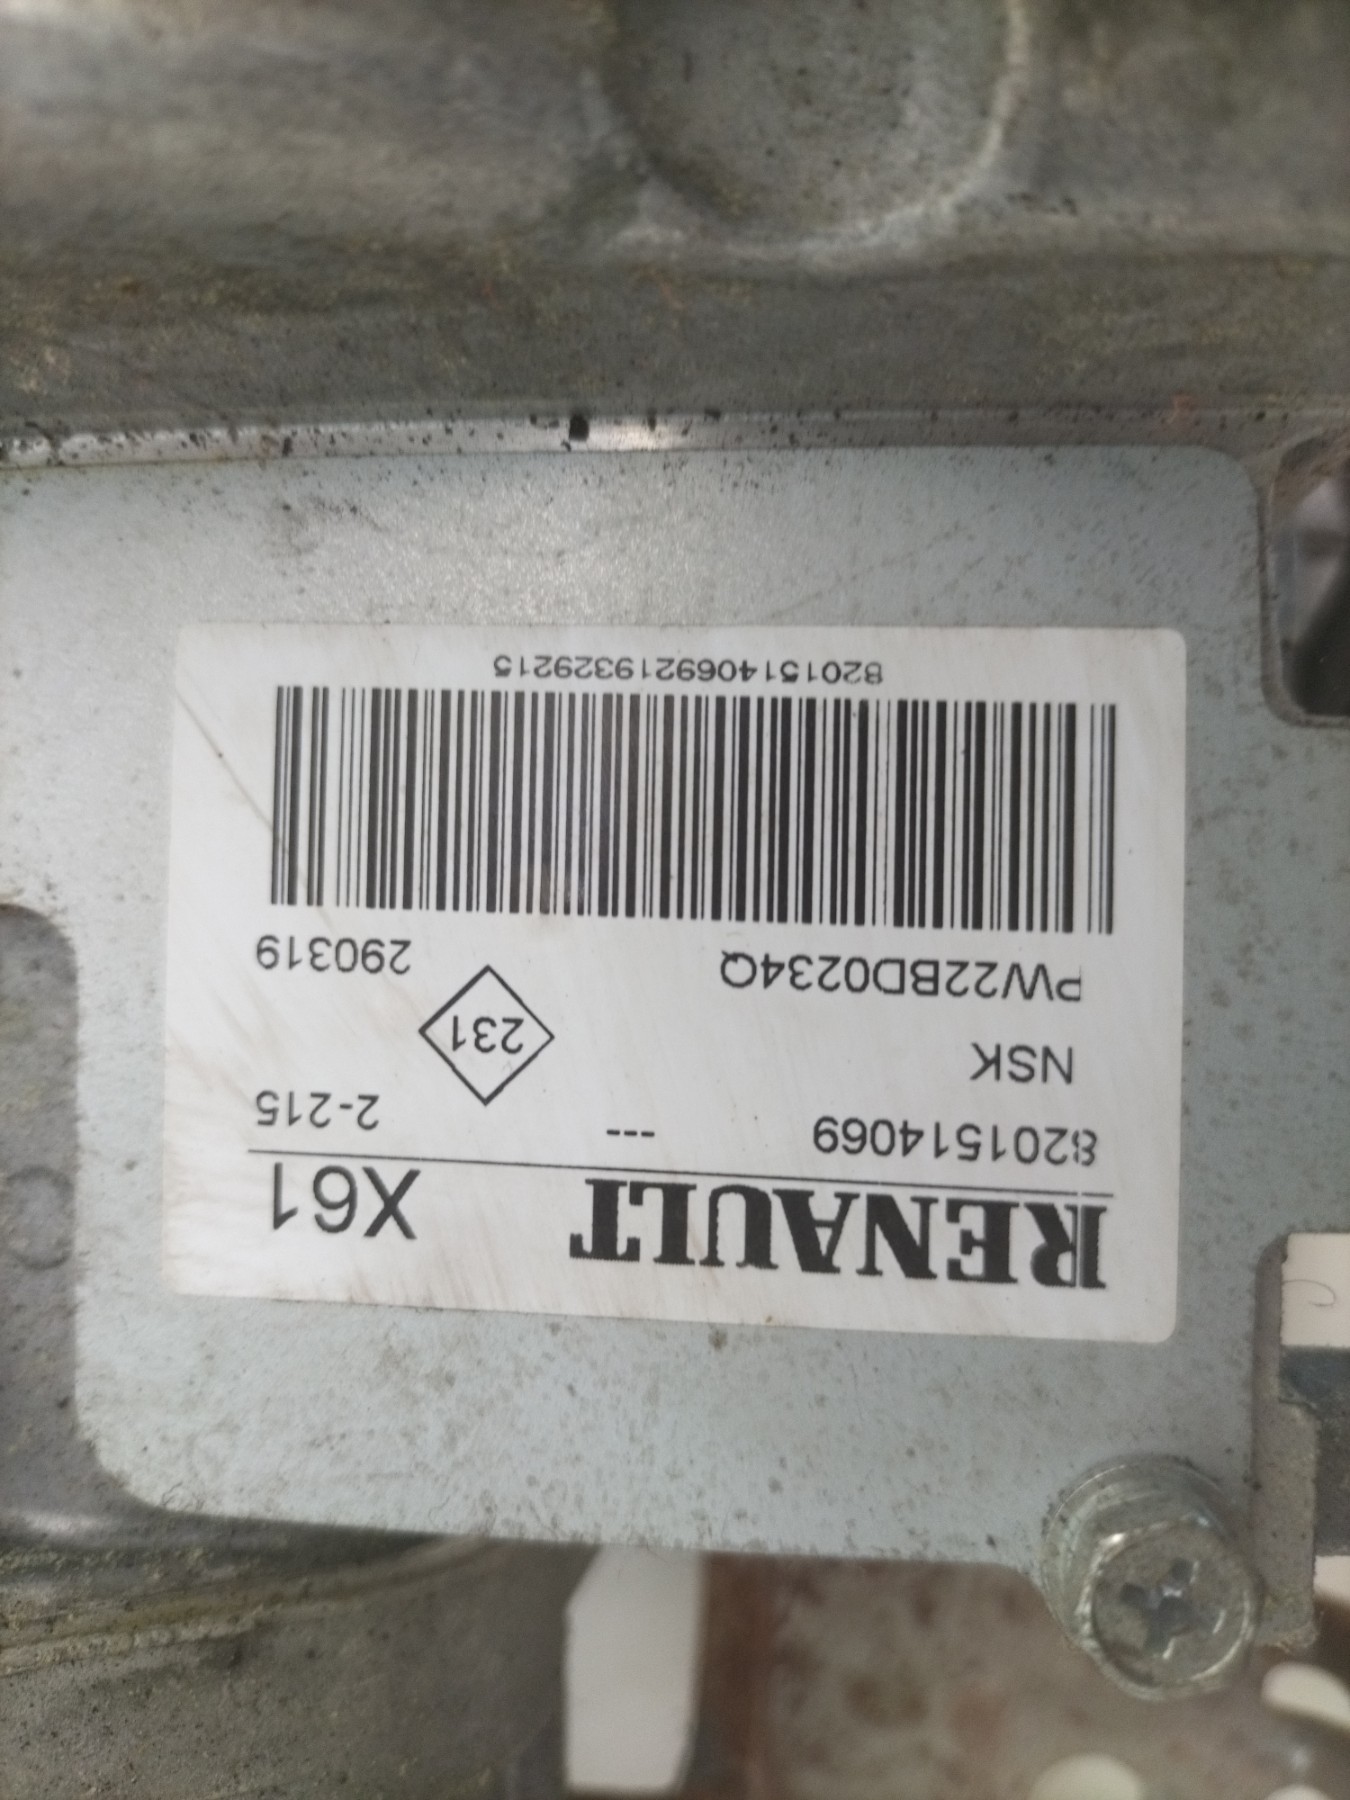 RENAULT X61
8201514069 --- 2-215
NSK 231
PW22BD0234Q 290319
8201514069219329215